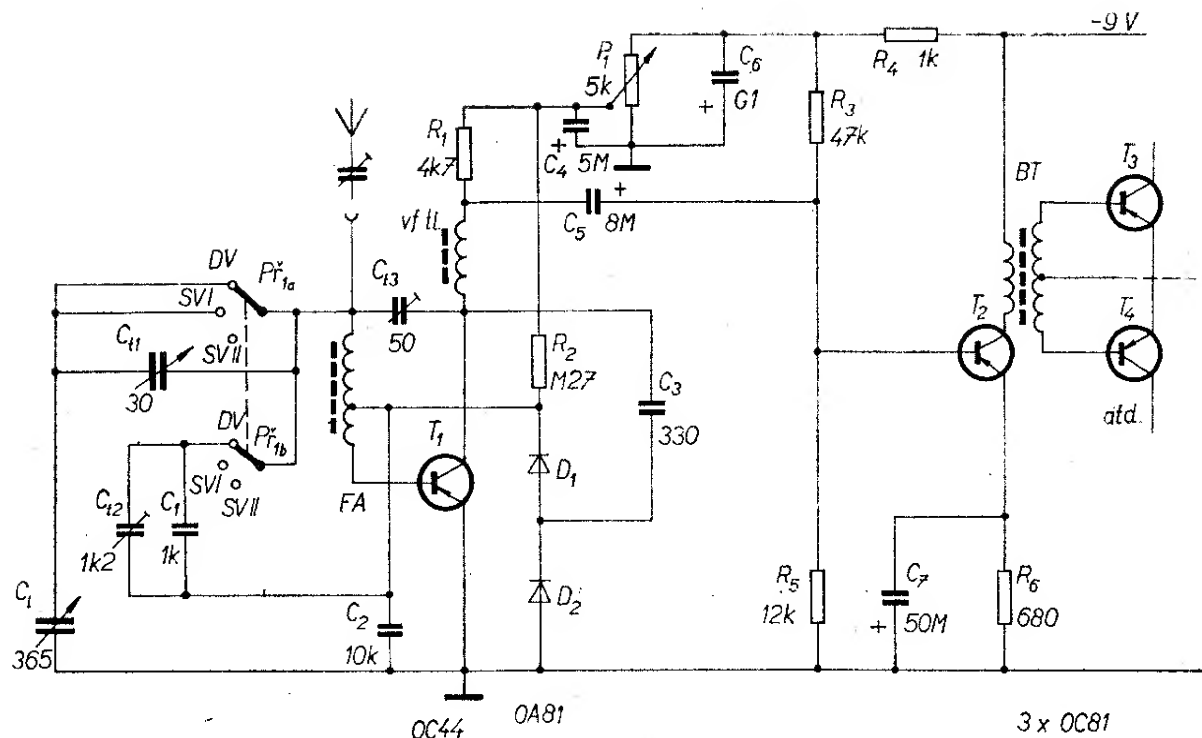 -9 V
P1
5k
C6
G1
R4 1k
R1
4k7
C4
5M
R3
47k
BT
T3
C5
8M
vf tl.
DV
Př1a
SVI
SVII
Ct3
50
Ct1
30
R2
M27
C3
330
T2
T4
atd.
DV
Př1b
SVI
SVII
T1
D1
FA
Ct2
1k2
C1
1k
C1
365
C2
10k
D2
R5
12k
C7
50M
R6
680
OC44
OA81
3 x OC81